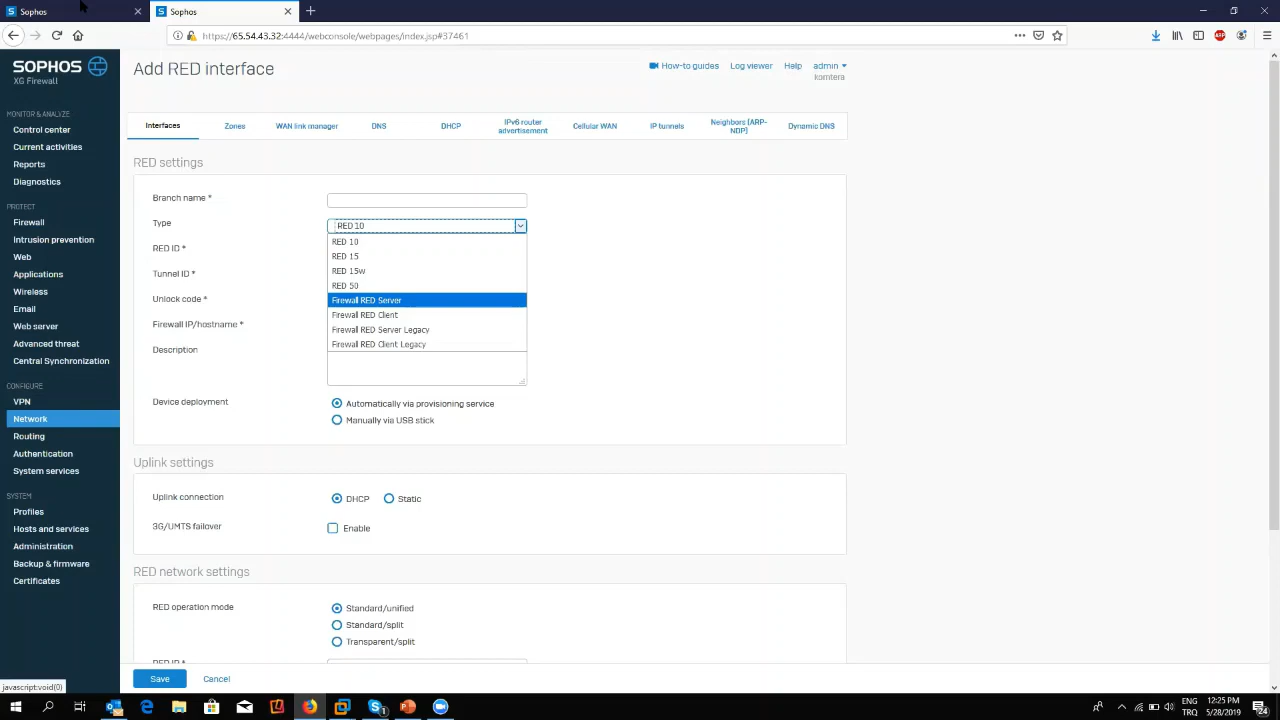 Sophos
Sophos
https://65.54.43.32:4444/webconsole/webpages/index.jsp#37461
ABP
SOPHOS
XG Firewall
Add RED interface
How-to guides
Log viewer
Help
admin
komtera
MONITOR & ANALYZE
Control center
Current activities
Reports
Diagnostics
PROTECT
Firewall
Intrusion prevention
Web
Applications
Wireless
Email
Web server
Advanced threat
Central Synchronization
CONFIGURE
VPN
Network
Routing
Authentication
System services
SYSTEM
Profiles
Hosts and services
Administration
Backup & firmware
Certificates
Interfaces
Zones
WAN link manager
DNS
DHCP
IPv6 router
advertisement
Cellular WAN
IP tunnels
Neighbors (ARP-
NDP)
Dynamic DNS
RED settings
Branch name *
Type
RED 10
RED 10
RED 15
RED 15w
RED 50
Firewall RED Server
Firewall RED Client
Firewall RED Server Legacy
Firewall RED Client Legacy
RED ID *
Tunnel ID *
Unlock code *
Firewall IP/hostname *
Description
Device deployment
Automatically via provisioning service
Manually via USB stick
Uplink settings
Uplink connection
DHCP
Static
3G/UMTS failover
Enable
RED network settings
RED operation mode
Standard/unified
Standard/split
Transparent/split
RED IP *
Save
Cancel
javascript:void(0)
ENG
TRQ
12:25 PM
5/28/2019
24